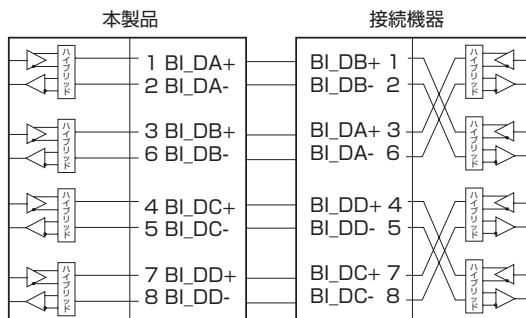 本製品
接続機器
ハイブリッド
1 BI_DA+
2 BI_DA-
ハイブリッド
3 BI_DB+
6 BI_DB-
ハイブリッド
4 BI_DC+
5 BI_DC-
ハイブリッド
7 BI_DD+
8 BI_DD-
BI_DB+ 1
BI_DB- 2
ハイブリッド
BI_DA+ 3
BI_DA- 6
ハイブリッド
BI_DD+ 4
BI_DD- 5
ハイブリッド
BI_DC+ 7
BI_DC- 8
ハイブリッド